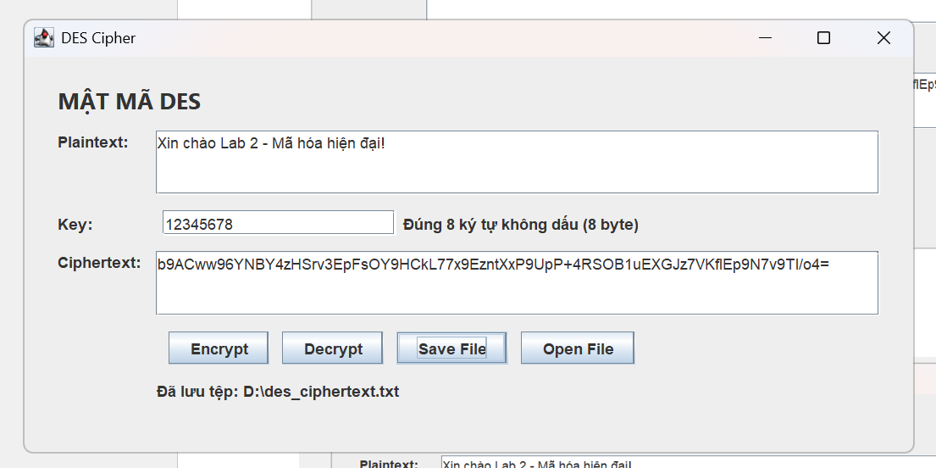 flEp9
DES Cipher
MẬT MÃ DES
Plaintext: Xin chào Lab 2 - Mã hóa hiện đại!
Key: 12345678 Đúng 8 ký tự không dấu (8 byte)
Ciphertext: b9ACww96YNBY4zHSrv3EpFsOY9HCkL77x9EzntXxP9UpP+4RSOB1uEXGJz7VKflEp9N7v9TI/o4=
Encrypt Decrypt Save File Open File
Đã lưu tệp: D:\des_ciphertext.txt
Plaintext: Xin chào Lab 2 - Mã hóa hiện đại!